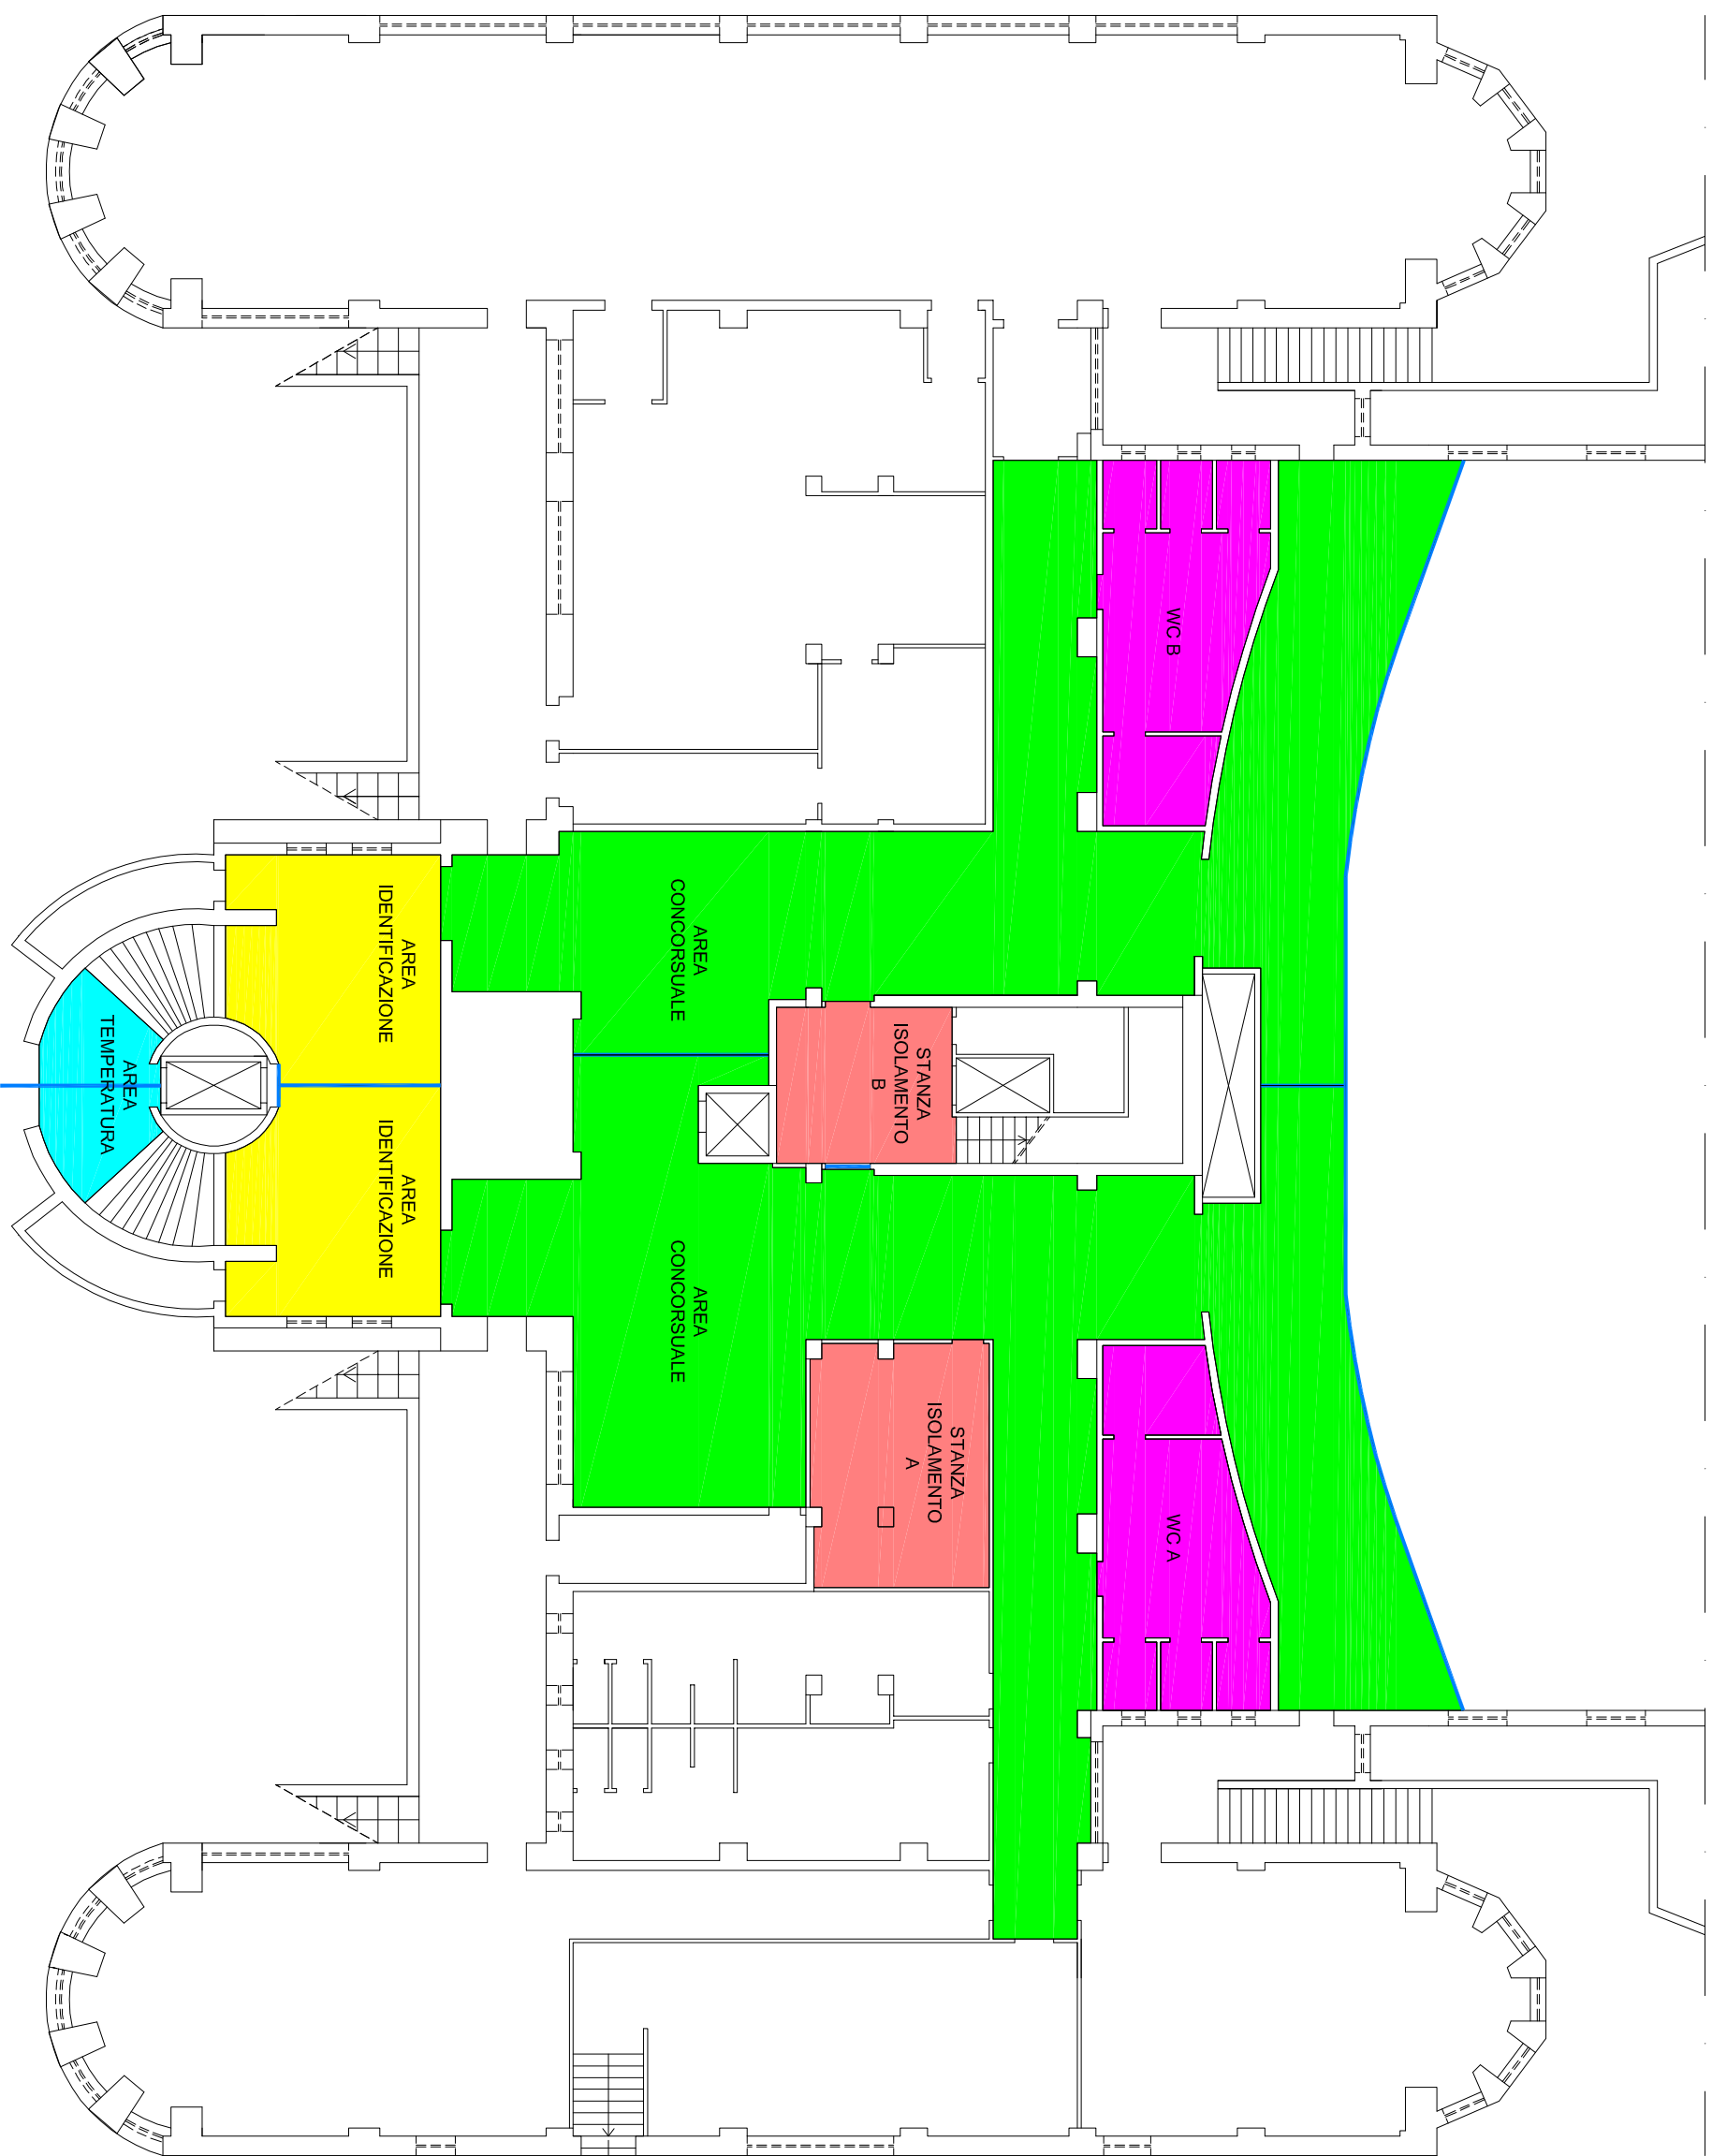 WC B
AREA
IDENTIFICAZIONE
AREA
CONCORSUALE
STANZA
ISOLAMENTO
B
AREA
TEMPERATURA
AREA
IDENTIFICAZIONE
AREA
CONCORSUALE
STANZA
ISOLAMENTO
A
WC A